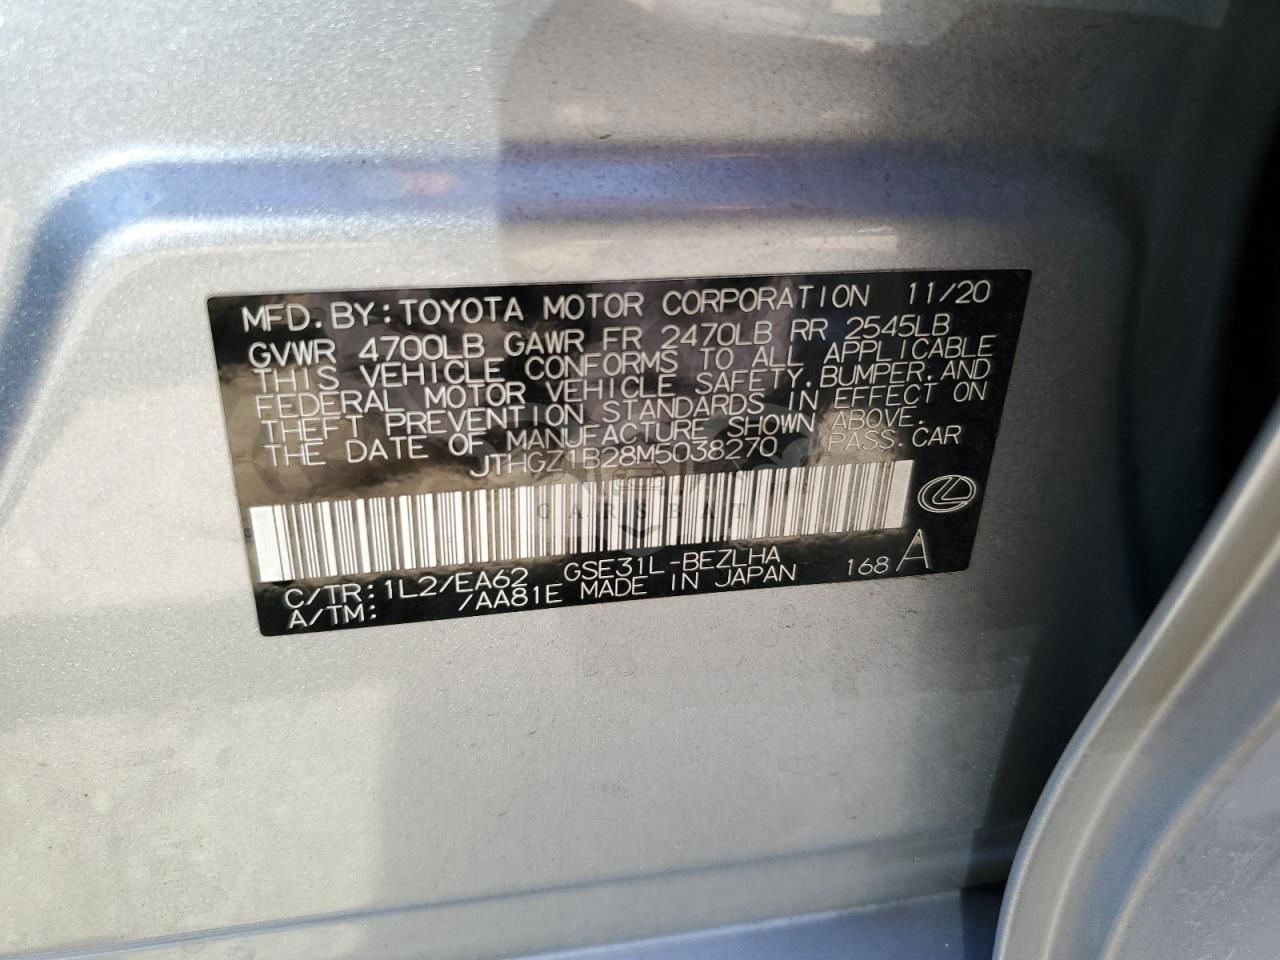 MFD. BY: TOYOTA MOTOR CORPORATION 11/20
GVWR 4700LB GAWR FR 2470LB RR 2545LB
THIS VEHICLE CONFORMS TO ALL APPLICABLE
FEDERAL MOTOR VEHICLE SAFETY, BUMPER, AND
THEFT PREVENTION STANDARDS IN EFFECT ON
THE DATE OF MANUFACTURE SHOWN ABOVE.
JTHGZ1B28M5038270 PASS. CAR
CARSBAT
C/TR: 1L2/EA62 GSE31L-BEZLHA 168 A
A/TM: /AA81E MADE IN JAPAN